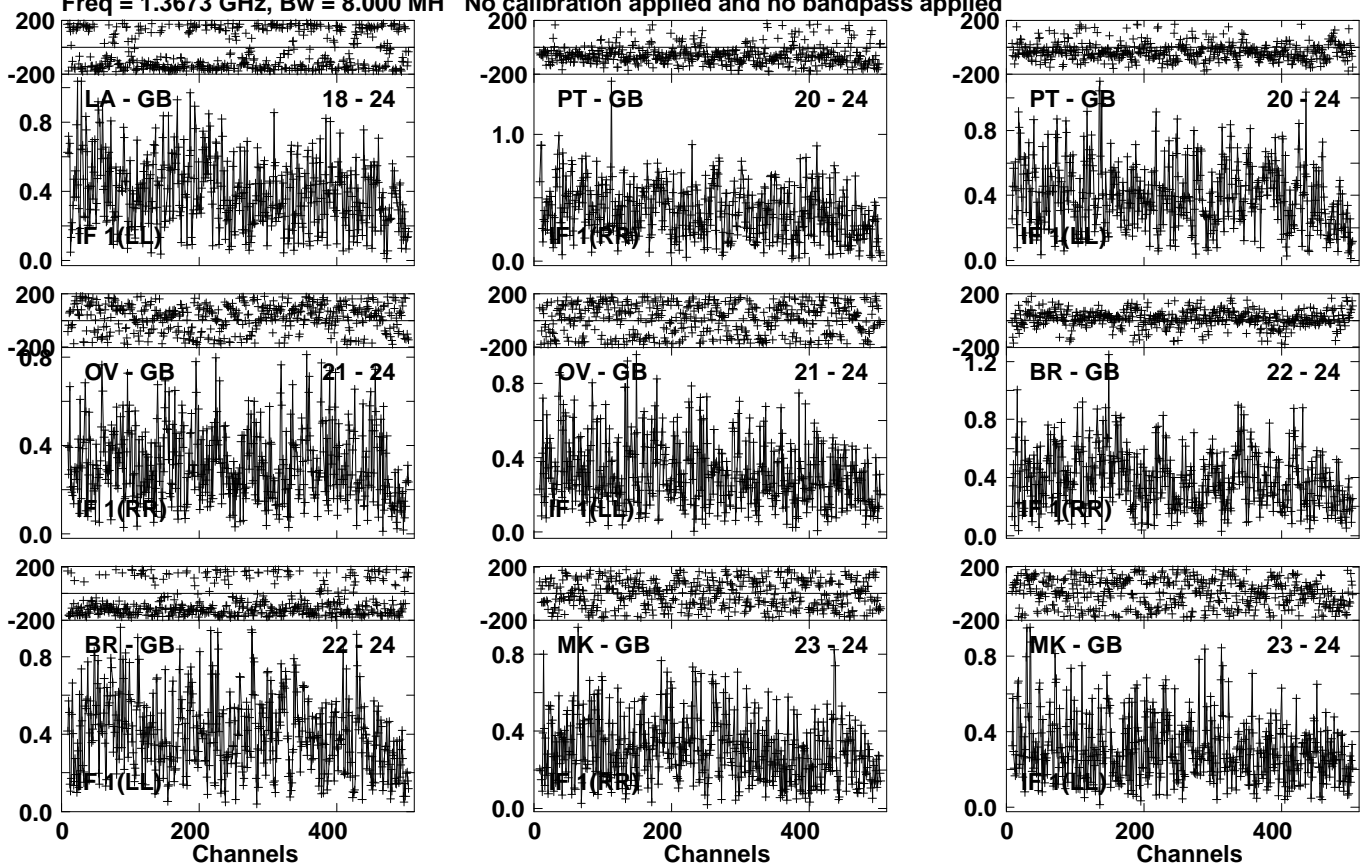 Freq = 1.3673 GHz, Bw = 8.000 MH No calibration applied and no bandpass applied
200
-200
LA - GB 18 - 24
0.8
0.4
0.0
IF 1(LL)
200
-200
PT - GB 20 - 24
1.0
0.0
IF 1(RR)
200
-200
PT - GB 20 - 24
0.8
0.4
0.0
IF 1(LL)
200
-200
0.8
OV - GB 21 - 24
0.4
0.0
IF 1(RR)
200
-200
OV - GB 21 - 24
0.8
0.4
0.0
IF 1(LL)
200
-200
1.2
BR - GB 22 - 24
0.8
0.4
0.0
IF 1(RR)
200
-200
BR - GB 22 - 24
0.8
0.4
0.0
IF 1(LL)
0 200 400
Channels
200
-200
MK - GB 23 - 24
0.8
0.4
0.0
IF 1(RR)
0 200 400
Channels
200
-200
MK - GB 23 - 24
0.8
0.4
0.0
IF 1(LL)
0 200 400
Channels